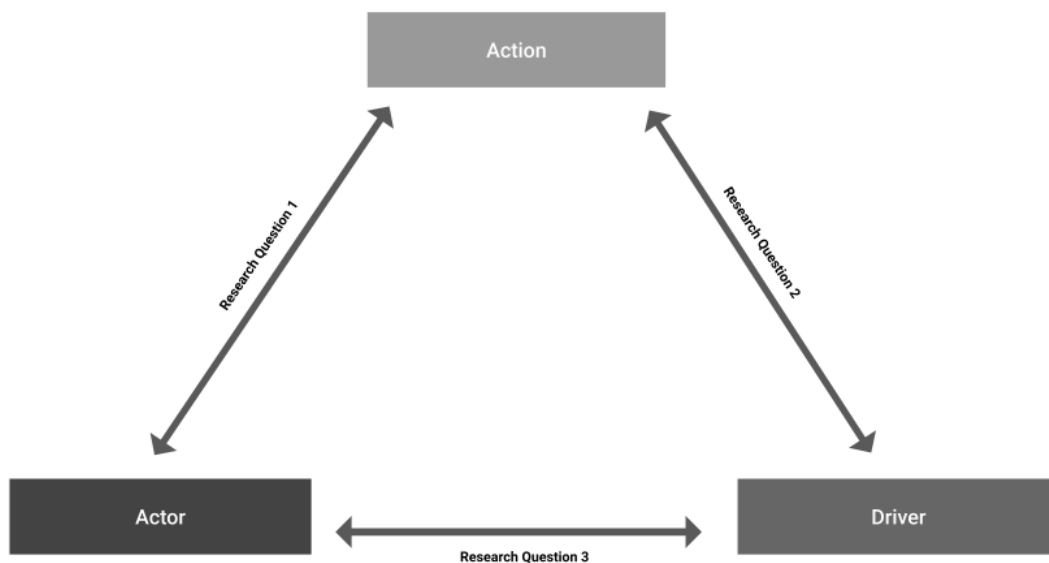 Action
Research Question 1
Research Question 2
Actor
Driver
Research Question 3